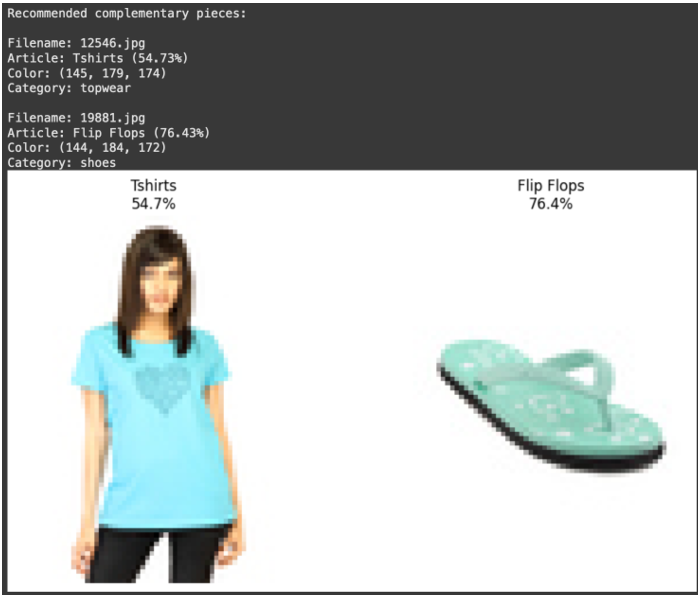 Recommended complementary pieces:
Filename: 12546.jpg
Article: Tshirts (54.73%)
Color: (145, 179, 174)
Category: topwear
Filename: 19881.jpg
Article: Flip Flops (76.43%)
Color: (144, 184, 172)
Category: shoes
Tshirts
54.7%
Flip Flops
76.4%